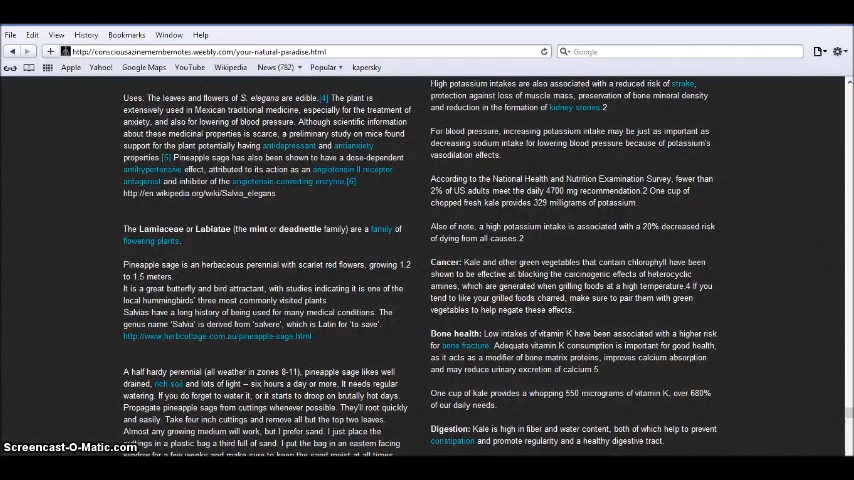 File Edit View History Bookmarks Window Help
http://consciousazinemembernotes.weebly.com/your-natural-paradise.html
Google
Apple Yahoo! Google Maps YouTube Wikipedia News (782) Popular kapersky
Uses: The leaves and flowers of S. elegans are edible.[4] The plant is
extensively used in Mexican traditional medicine, especially for the treatment of
anxiety, and also for lowering of blood pressure. Although scientific information
about these medicinal properties is scarce, a preliminary study on mice found
support for the plant potentially having antidepressant and antianxiety
properties.[5] Pineapple sage has also been shown to have a dose-dependent
antihypertensive effect, attributed to its action as an angiotensin II receptor
antagonist and inhibitor of the angiotensin converting enzyme.[6]
http://en.wikipedia.org/wiki/Salvia_elegans
The Lamiaceae or Labiatae (the mint or deadnettle family) are a family of
flowering plants.
Pineapple sage is an herbaceous perennial with scarlet red flowers, growing 1.2
to 1.5 meters.
It is a great butterfly and bird attractant, with studies indicating it is one of the
local hummingbirds' three most commonly visited plants.
Salvias have a long history of being used for many medical conditions. The
genus name 'Salvia' is derived from 'salvere', which is Latin for 'to save'.
http://www.herbcottage.com.au/pineapple-sage.html
A half hardy perennial (all weather in zones 8-11), pineapple sage likes well
drained, rich soil and lots of light – six hours a day or more. It needs regular
watering. If you do forget to water it, or it starts to droop on brutally hot days.
Propagate pineapple sage from cuttings whenever possible. They'll root quickly
and easily. Take four inch cuttings and remove all but the top two leaves.
Almost any growing medium will work, but I prefer sand. I just place the
cuttings in a plastic bag a third full of sand. I put the bag in an eastern facing
window for a few weeks and make sure to keep the sand moist at all times
High potassium intakes are also associated with a reduced risk of stroke,
protection against loss of muscle mass, preservation of bone mineral density
and reduction in the formation of kidney stones.2
For blood pressure, increasing potassium intake may be just as important as
decreasing sodium intake for lowering blood pressure because of potassium's
vasodilation effects.
According to the National Health and Nutrition Examination Survey, fewer than
2% of US adults meet the daily 4700 mg recommendation.2 One cup of
chopped fresh kale provides 329 milligrams of potassium.
Also of note, a high potassium intake is associated with a 20% decreased risk
of dying from all causes.2
Cancer: Kale and other green vegetables that contain chlorophyll have been
shown to be effective at blocking the carcinogenic effects of heterocyclic
amines, which are generated when grilling foods at a high temperature.4 If you
tend to like your grilled foods charred, make sure to pair them with green
vegetables to help negate these effects.
Bone health: Low intakes of vitamin K have been associated with a higher risk
for bone fracture. Adequate vitamin K consumption is important for good health,
as it acts as a modifier of bone matrix proteins, improves calcium absorption
and may reduce urinary excretion of calcium.5
One cup of kale provides a whopping 550 micrograms of vitamin K, over 680%
of our daily needs.
Digestion: Kale is high in fiber and water content, both of which help to prevent
constipation and promote regularity and a healthy digestive tract.
Screencast-O-Matic.com